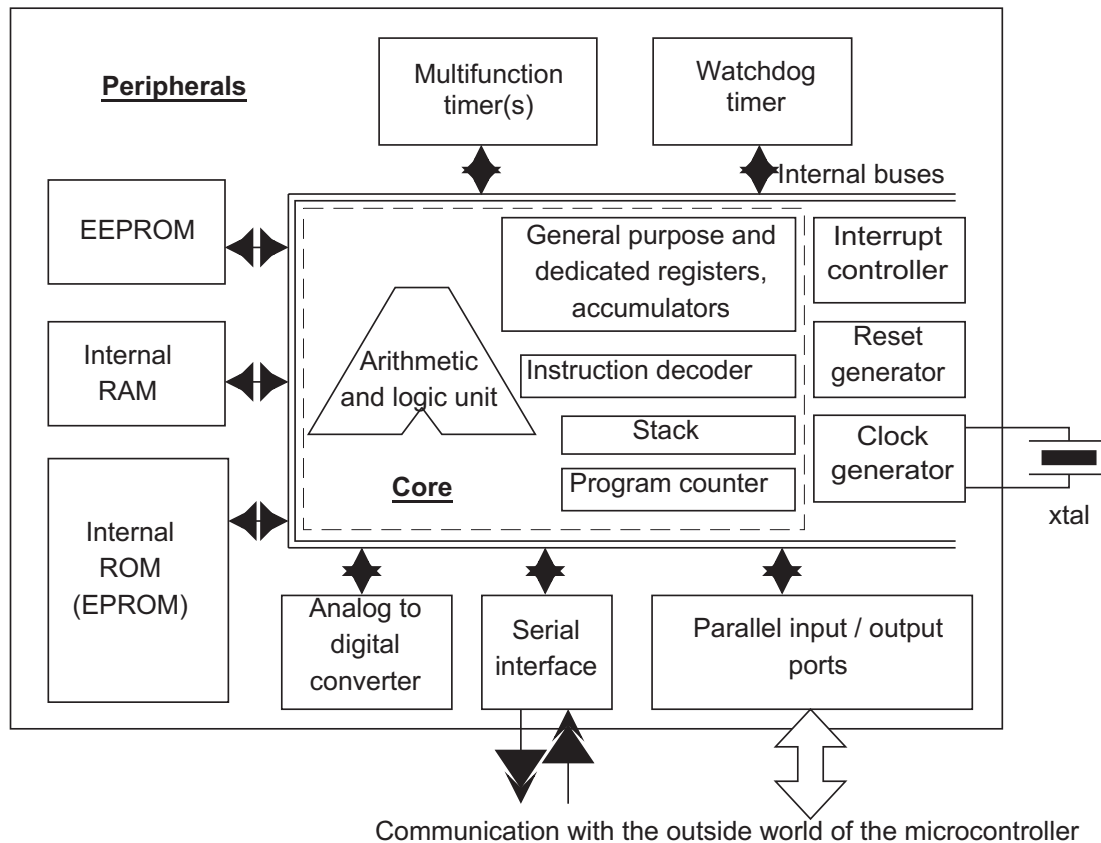 Peripherals
Multifunction
timer(s)
Watchdog
timer
Internal buses
EEPROM
Internal
RAM
Internal
ROM
(EPROM)
General purpose and
dedicated registers,
accumulators
Arithmetic
and logic unit
Instruction decoder
Stack
Program counter
Core
Interrupt
controller
Reset
generator
Clock
generator
xtal
Analog to
digital
converter
Serial
interface
Parallel input / output
ports
Communication with the outside world of the microcontroller